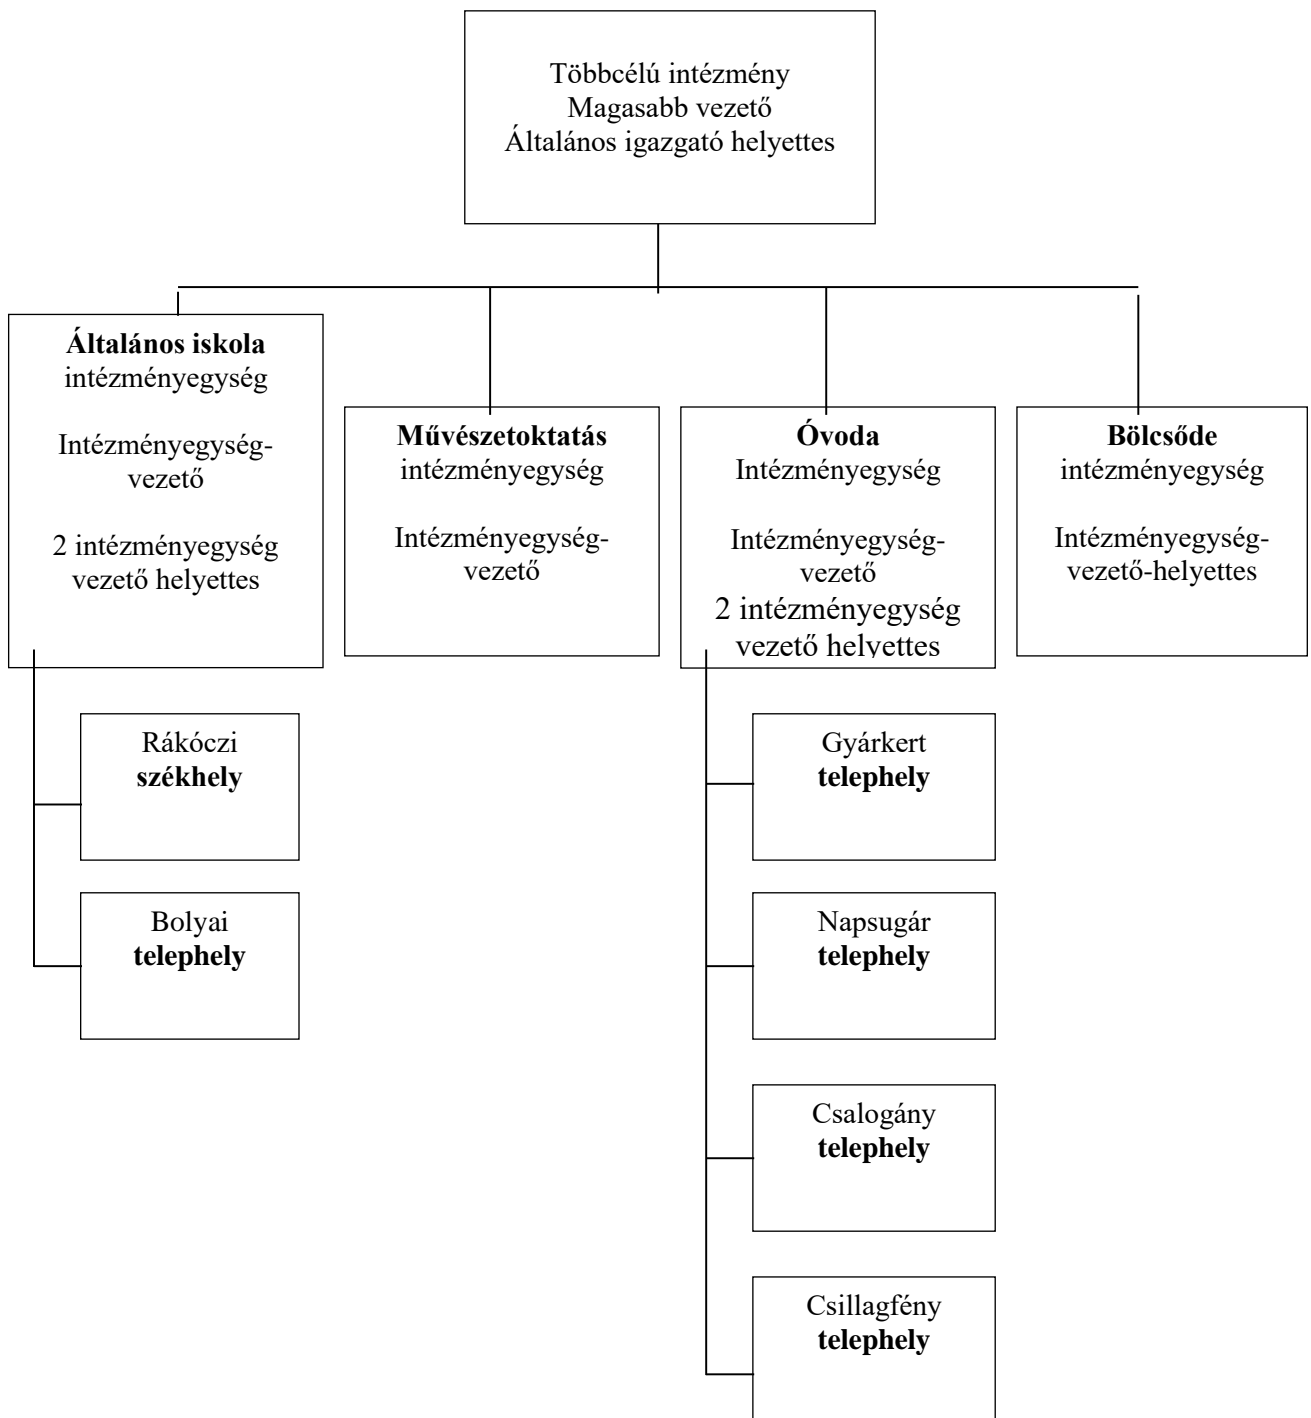 Többcélú intézmény
Magasabb vezető
Általános igazgató helyettes
Általános iskola
intézményegység
Intézményegység-
vezető
2 intézményegység
vezető helyettes
Művészetoktatás
intézményegység
Intézményegység-
vezető
Óvoda
Intézményegység
Intézményegység-
vezető
2 intézményegység
vezető helyettes
Bölcsőde
intézményegység
Intézményegység-
vezető-helyettes
Rákóczi
székhely
Bolyai
telephely
Gyárkert
telephely
Napsugár
telephely
Csalogány
telephely
Csillagfény
telephely